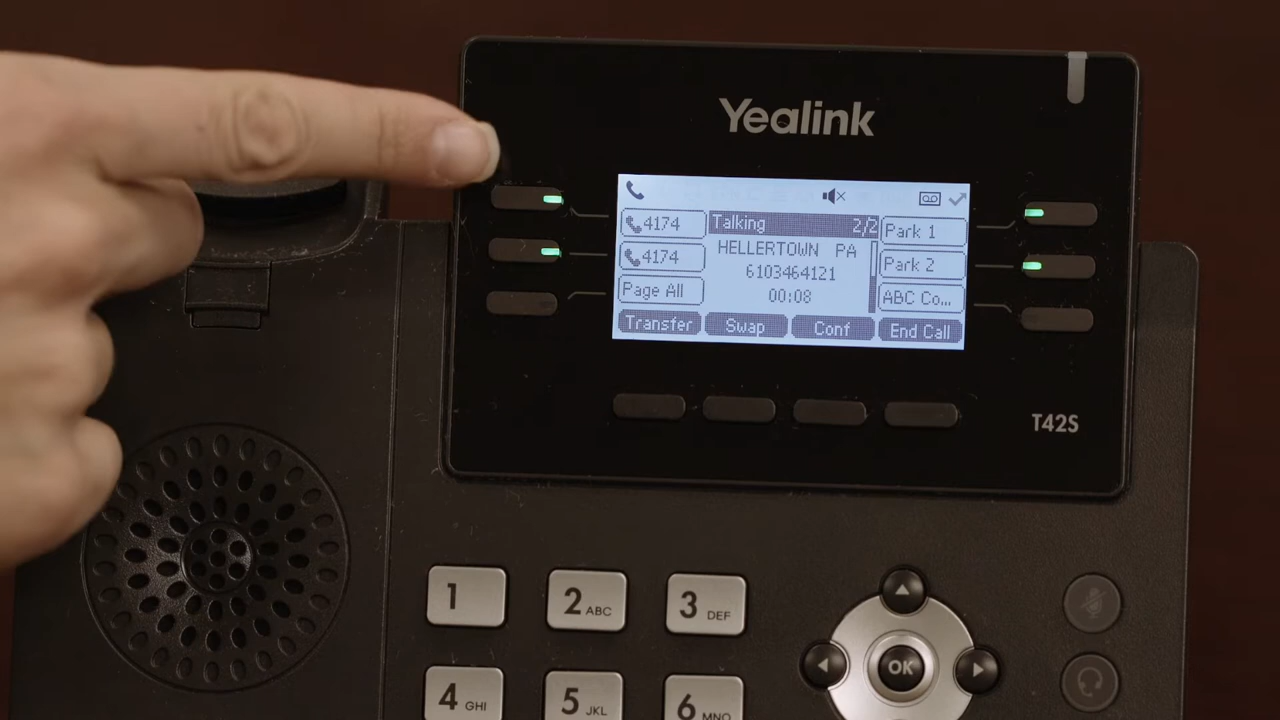 Yealink
4174 Talking 2/2 Park 1
4174 HELLERTOWN PA Park 2
6103464121
Page All 00:08 ABC Co...
Transfer Swap Conf End Call
T42S
1 2 ABC 3 DEF
OK
4 GHI 5 JKL 6 MNO